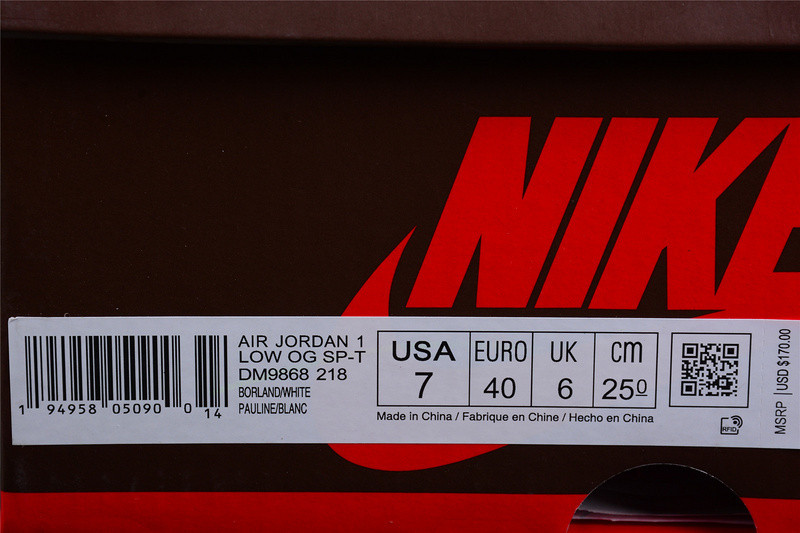 NIKE
AIR JORDAN 1
LOW OG SP-T
DM9868 218
BORLAND/WHITE
PAULINE/BLANC
1 94958 05090 0 14
USA EURO UK cm
7 40 6 25 0
Made in China / Fabrique en Chine / Hecho en China
RFID
MSRP | USD $170.00